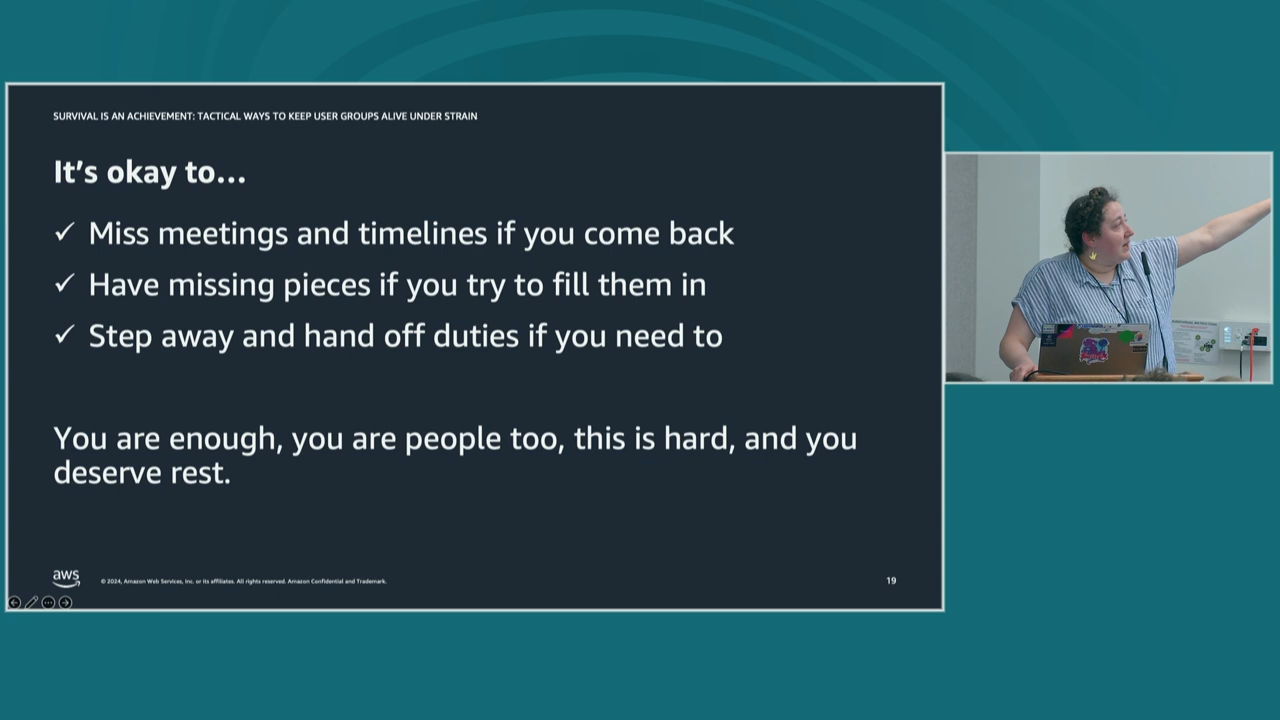 SURVIVAL IS AN ACHIEVEMENT: TACTICAL WAYS TO KEEP USER GROUPS ALIVE UNDER STRAIN
It’s okay to…
✓ Miss meetings and timelines if you come back
✓ Have missing pieces if you try to fill them in
✓ Step away and hand off duties if you need to
You are enough, you are people too, this is hard, and you
deserve rest.
aws
© 2024, Amazon Web Services, Inc. or its affiliates. All rights reserved. Amazon Confidential and Trademark.
19